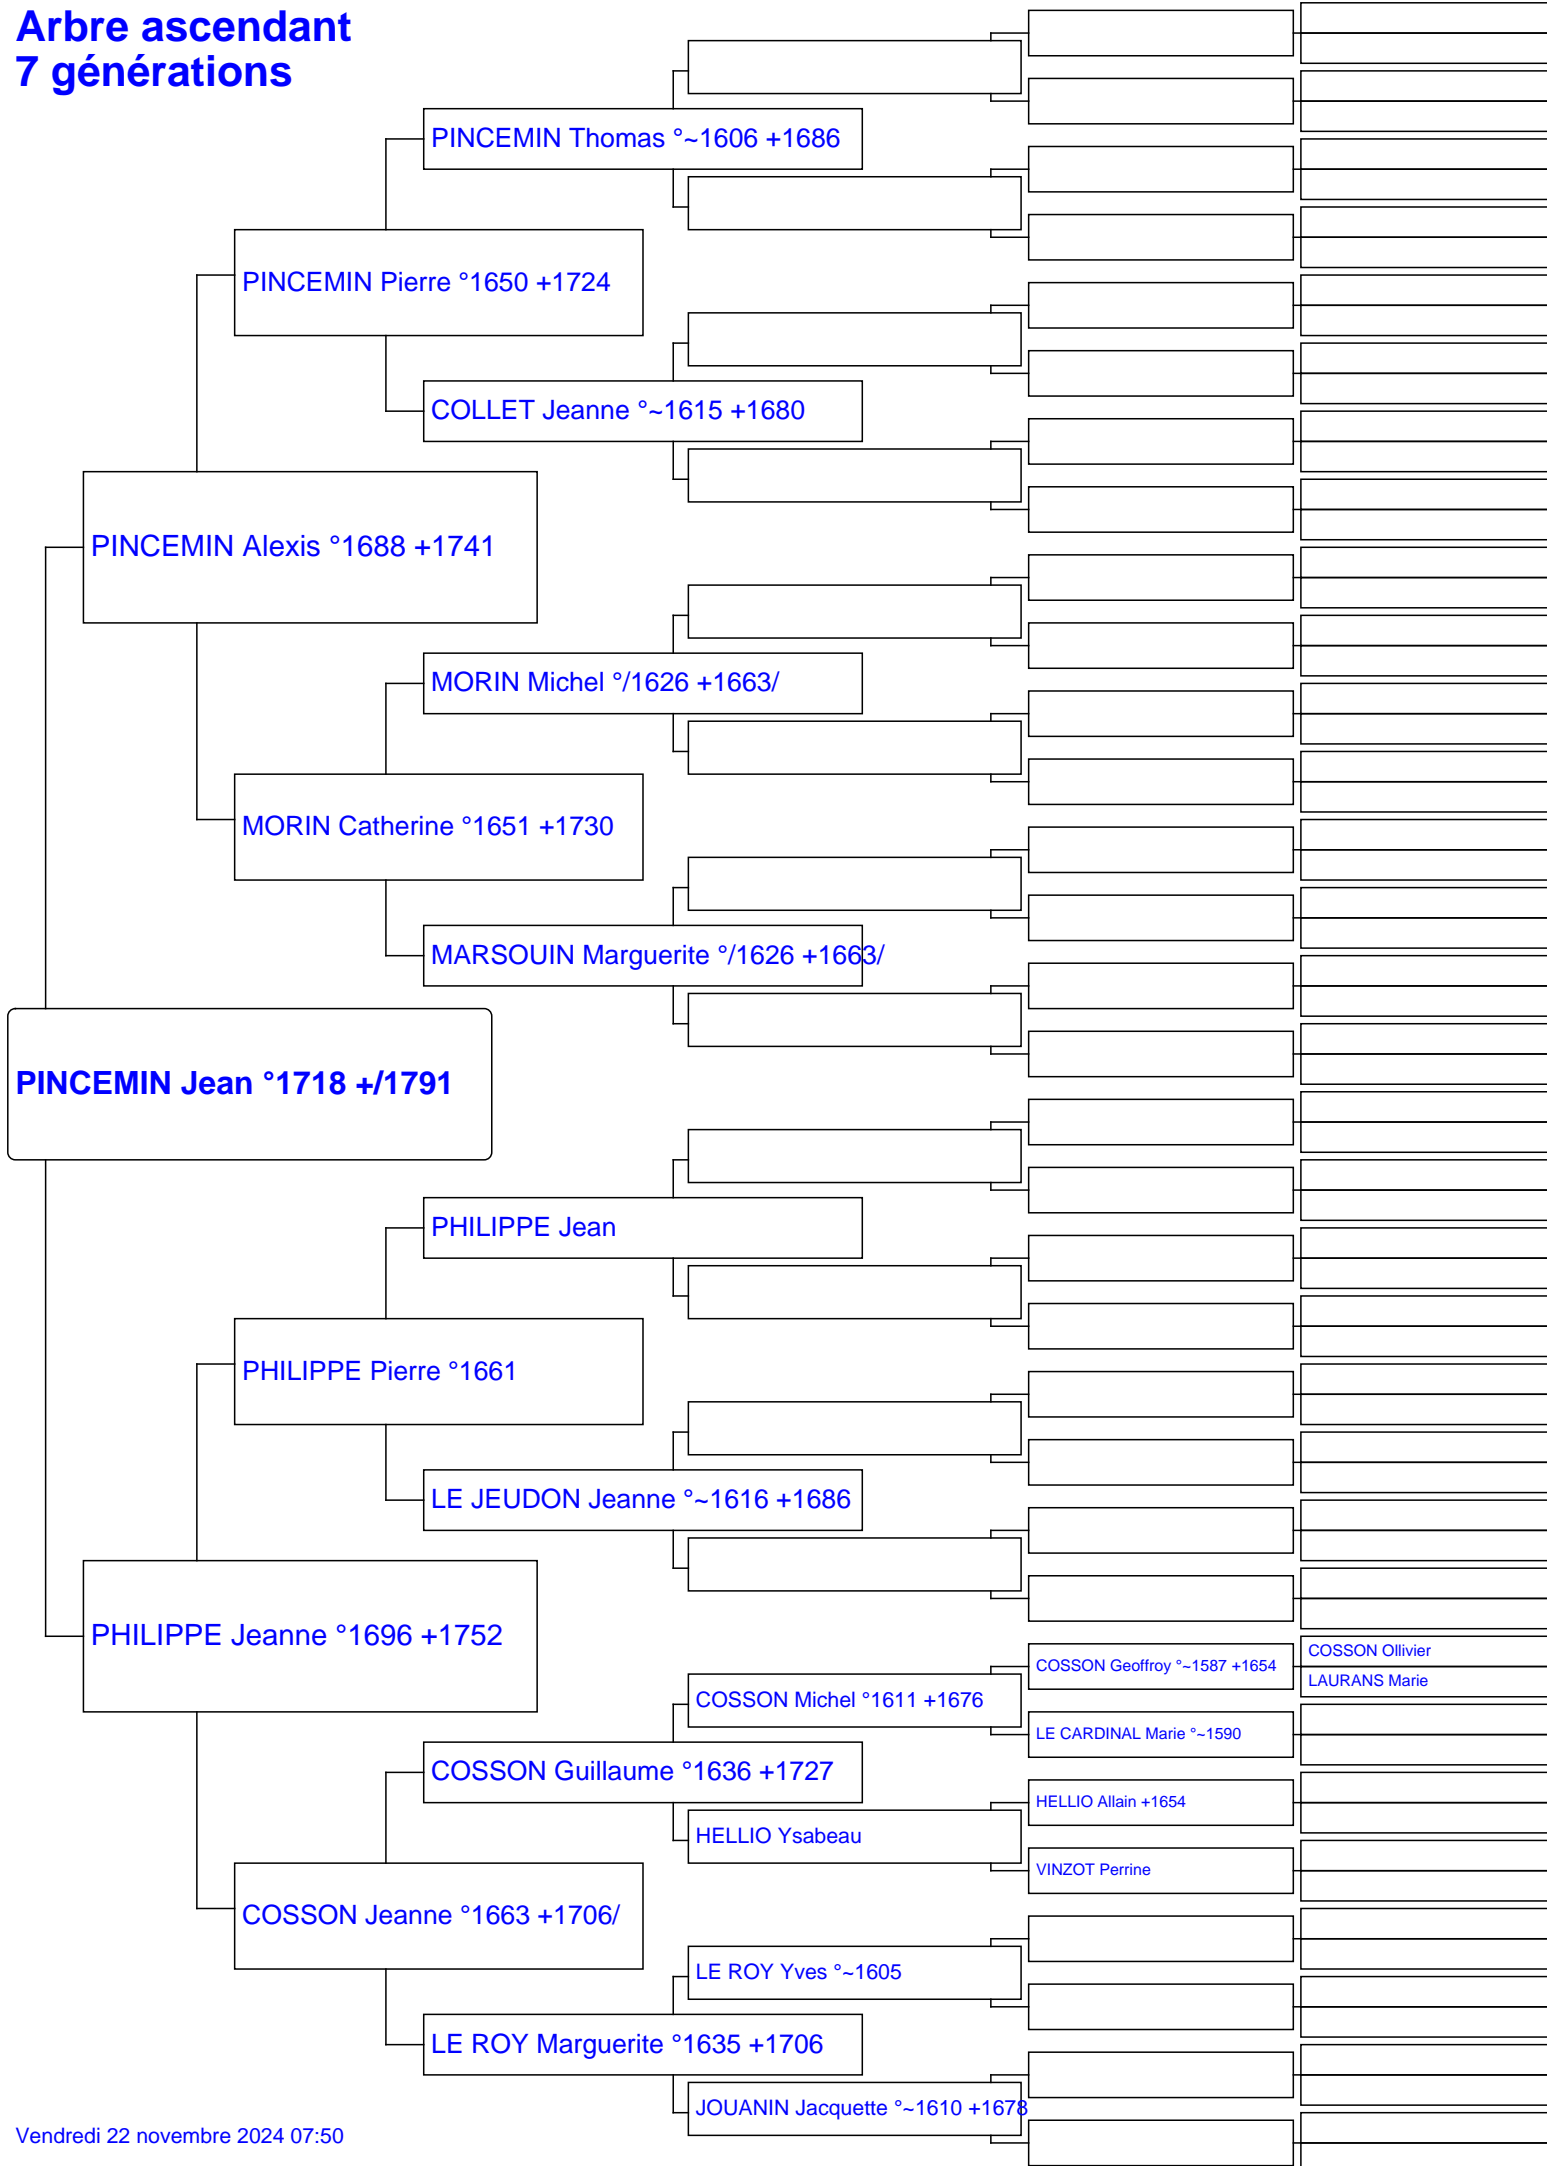 Arbre ascendant
7 générations
PINCEMIN Thomas °~1606 +1686
PINCEMIN Pierre °1650 +1724
COLLET Jeanne °~1615 +1680
PINCEMIN Alexis °1688 +1741
MORIN Michel °/1626 +1663/
MORIN Catherine °1651 +1730
MARSOUIN Marguerite °/1626 +1663/
PINCEMIN Jean °1718 +/1791
PHILIPPE Jean
PHILIPPE Pierre °1661
LE JEUDON Jeanne °~1616 +1686
PHILIPPE Jeanne °1696 +1752
COSSON Ollivier
COSSON Geoffroy °~1587 +1654
LAURANS Marie
COSSON Michel °1611 +1676
LE CARDINAL Marie °~1590
COSSON Guillaume °1636 +1727
HELLIO Allain +1654
HELLIO Ysabeau
VINZOT Perrine
COSSON Jeanne °1663 +1706/
LE ROY Yves °~1605
LE ROY Marguerite °1635 +1706
JOUANIN Jacquette °~1610 +1678
Vendredi 22 novembre 2024 07:50